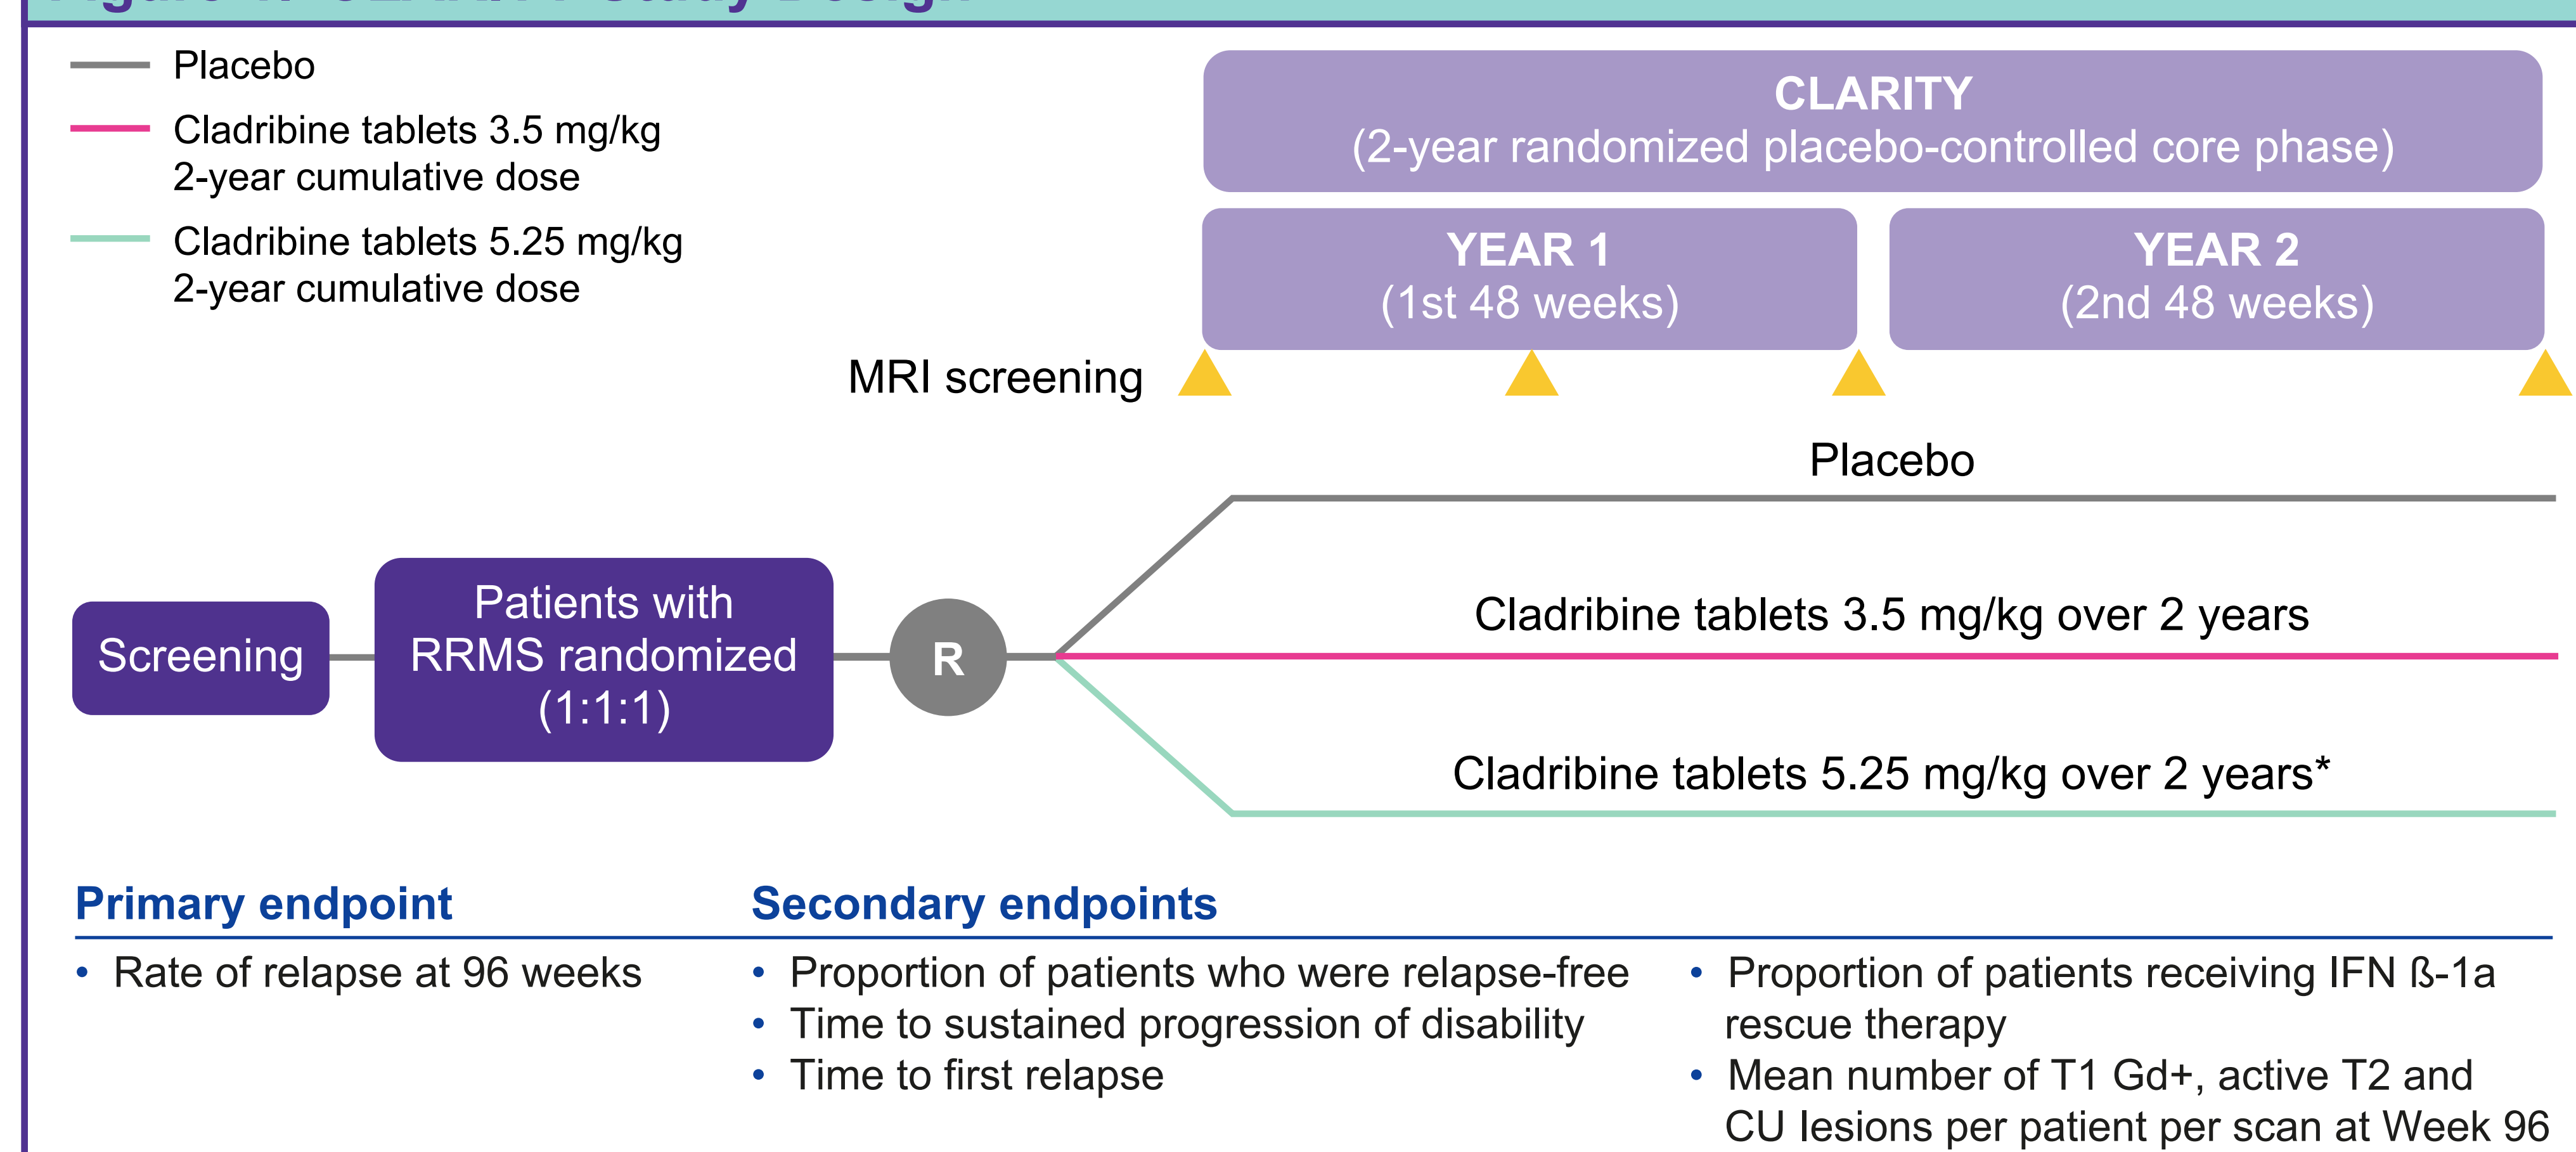 Placebo
Cladribine tablets 3.5 mg/kg
2-year cumulative dose
Cladribine tablets 5.25 mg/kg
2-year cumulative dose
CLARITY
(2-year randomized placebo-controlled core phase)
YEAR 1
(1st 48 weeks)
YEAR 2
(2nd 48 weeks)
MRI screening
Placebo
Cladribine tablets 3.5 mg/kg over 2 years
Cladribine tablets 5.25 mg/kg over 2 years*
Screening
Patients with
RRMS randomized
(1:1:1)
R
Primary endpoint
• Rate of relapse at 96 weeks
Secondary endpoints
• Proportion of patients who were relapse-free
• Time to sustained progression of disability
• Time to first relapse
• Proportion of patients receiving IFN ß-1a
rescue therapy
• Mean number of T1 Gd+, active T2 and
CU lesions per patient per scan at Week 96